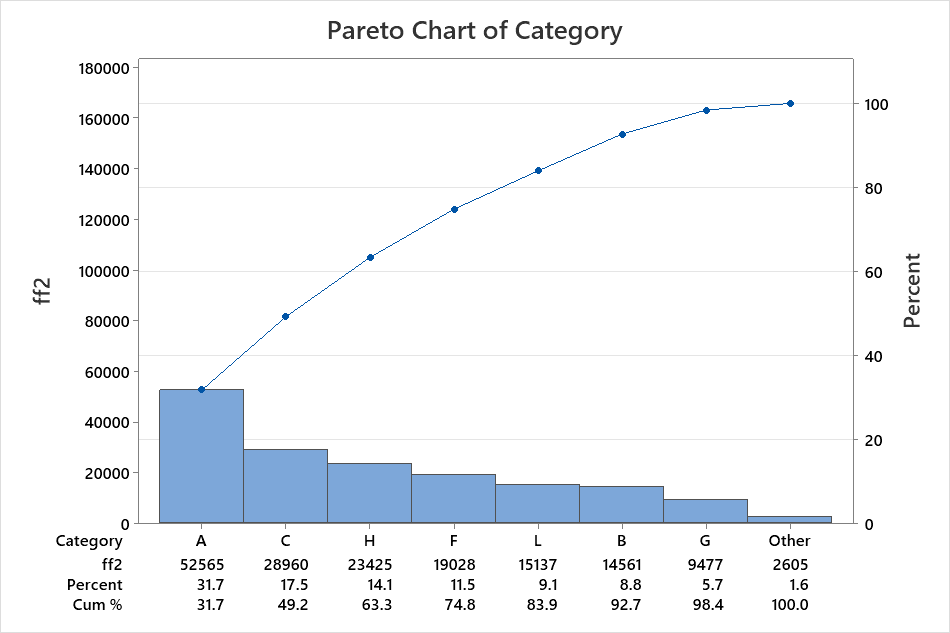 Pareto Chart of Category
180000
160000
140000
120000
100000
80000
60000
40000
20000
0
ff2
100
80
60
40
20
0
Percent
Category A C H F L B G Other
ff2 52565 28960 23425 19028 15137 14561 9477 2605
Percent 31.7 17.5 14.1 11.5 9.1 8.8 5.7 1.6
Cum % 31.7 49.2 63.3 74.8 83.9 92.7 98.4 100.0